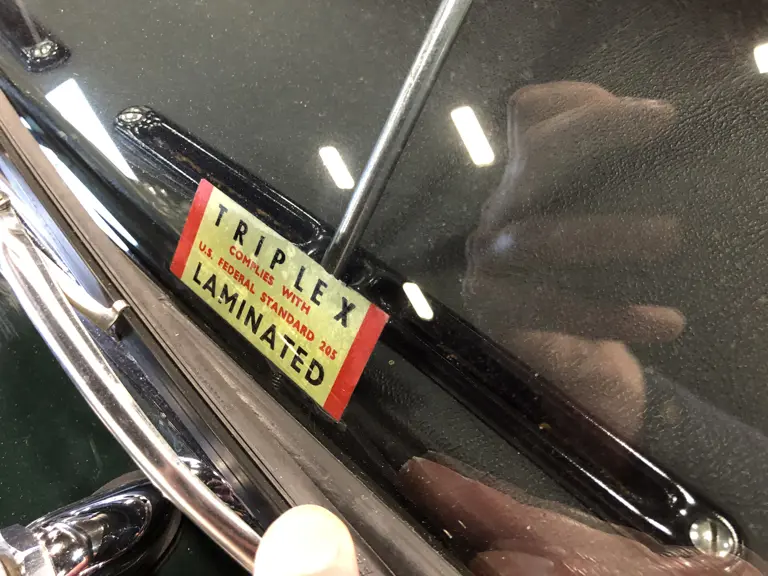 TRIPLEX
COMPLIES WITH
U.S. FEDERAL STANDARD 205
LAMINATED